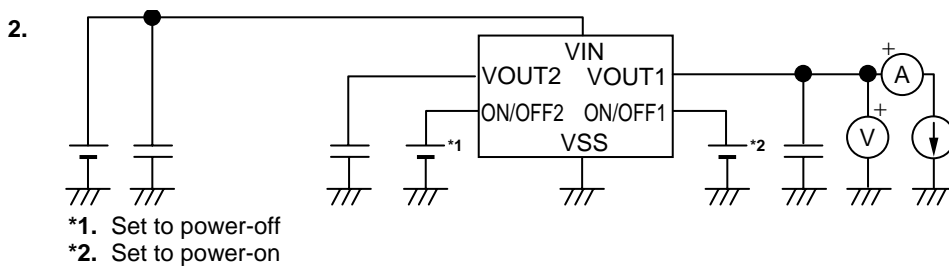 2.
VIN
VOUT2 VOUT1
ON/OFF2 ON/OFF1
VSS
*1
*2
+
A
+
V
*1. Set to power-off
*2. Set to power-on